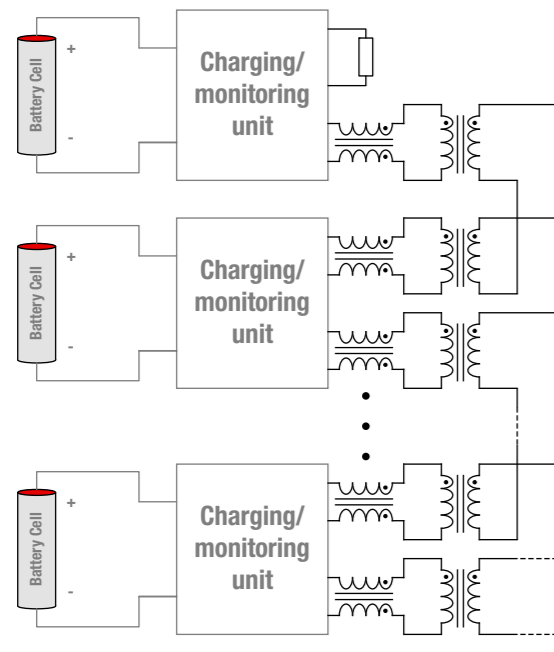 Battery Cell
+
-
Charging/
monitoring
unit
Battery Cell
+
-
Charging/
monitoring
unit
Battery Cell
+
-
Charging/
monitoring
unit